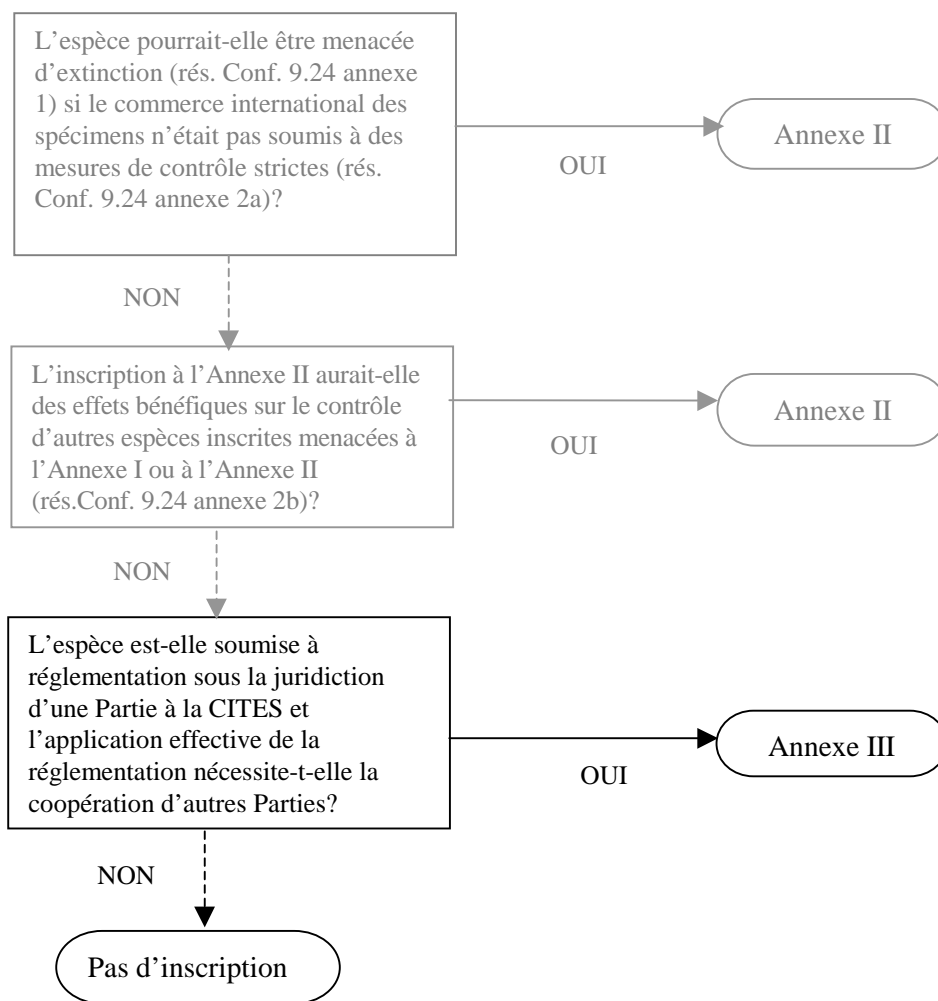 L’espèce pourrait-elle être menacée
d’extinction (rés. Conf. 9.24 annexe
1) si le commerce international des
spécimens n’était pas soumis à des
mesures de contrôle strictes (rés.
Conf. 9.24 annexe 2a)?
OUI
Annexe II
NON
L’inscription à l’Annexe II aurait-elle
des effets bénéfiques sur le contrôle
d’autres espèces inscrites menacées à
l’Annexe I ou à l’Annexe II
(rés.Conf. 9.24 annexe 2b)?
OUI
Annexe II
NON
L’espèce est-elle soumise à
réglementation sous la juridiction
d’une Partie à la CITES et
l’application effective de la
réglementation nécessite-t-elle la
coopération d’autres Parties?
OUI
Annexe III
NON
Pas d’inscription